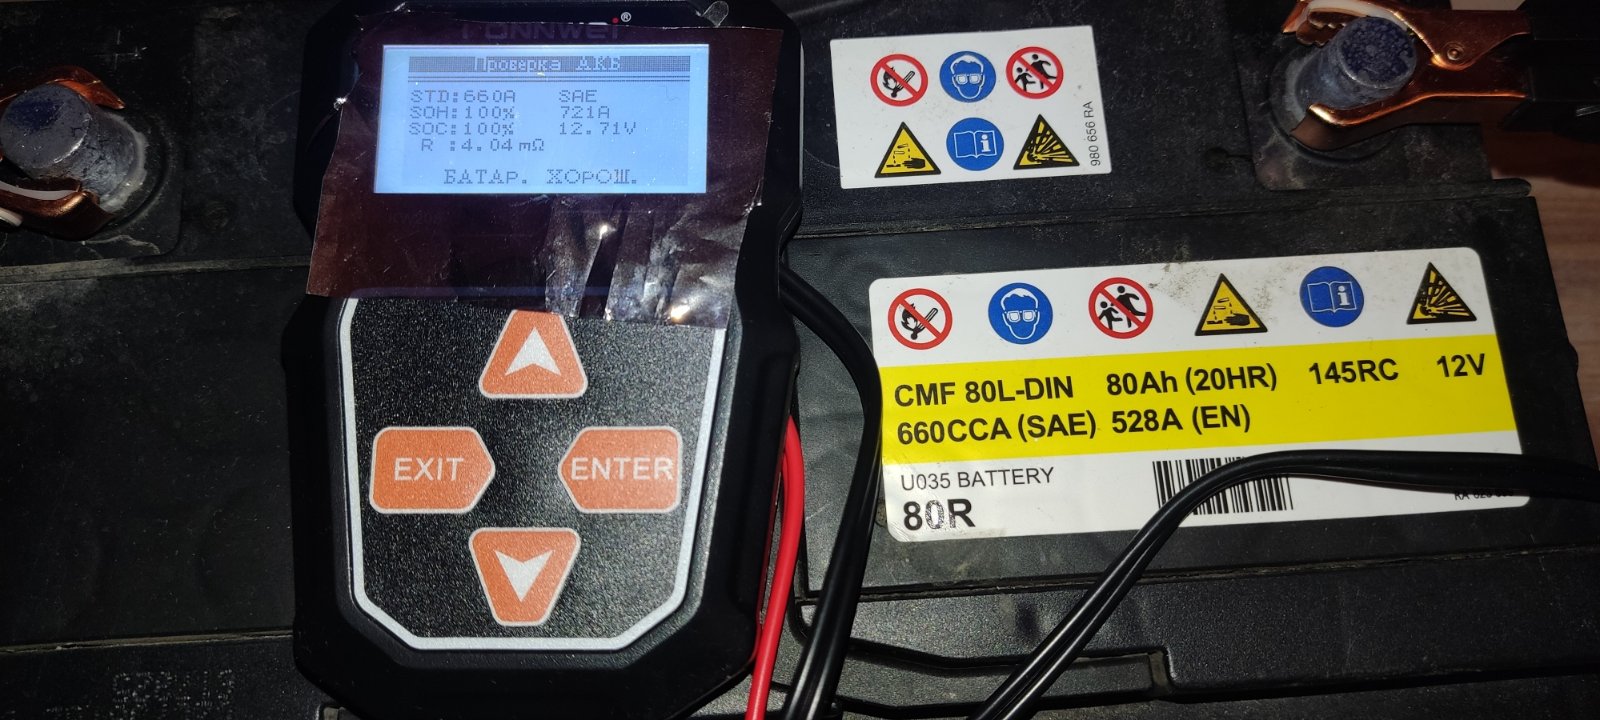 KONNWEI®
Проверка АКБ
STD:660A SAE
SOH:100% 721A
SOC:100% 12.71V
R :4.04mΩ
БАТАР. ХОРОШ.
EXIT
ENTER
980 656 RA
CMF 80L-DIN 80Ah (20HR) 145RC 12V
660CCA (SAE) 528A (EN)
U035 BATTERY
80R